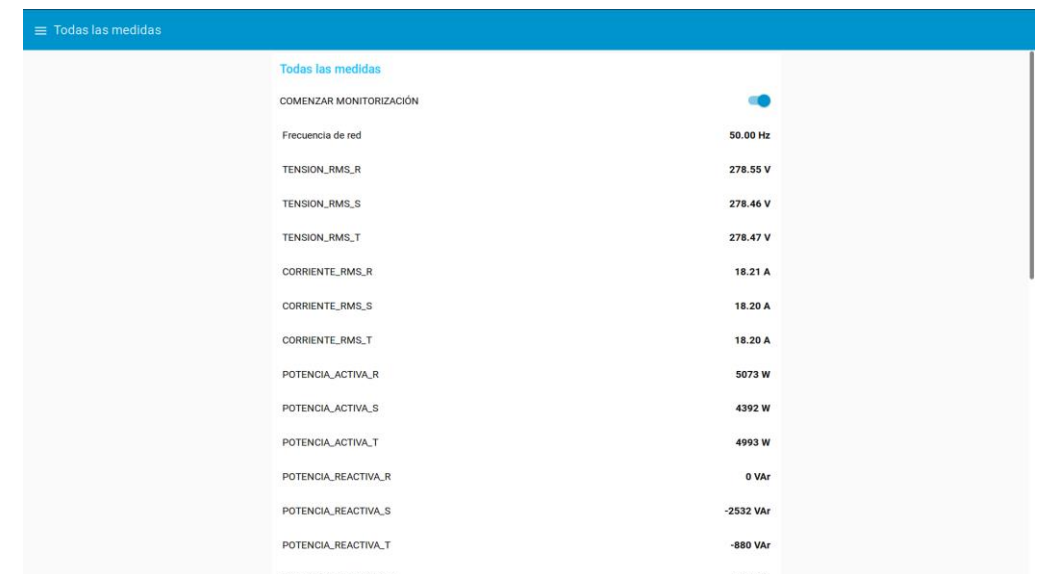 Todas las medidas
Todas las medidas
COMENZAR MONITORIZACIÓN
Frecuencia de red 50.00 Hz
TENSION_RMS_R 278.55 V
TENSION_RMS_S 278.46 V
TENSION_RMS_T 278.47 V
CORRIENTE_RMS_R 18.21 A
CORRIENTE_RMS_S 18.20 A
CORRIENTE_RMS_T 18.20 A
POTENCIA_ACTIVA_R 5073 W
POTENCIA_ACTIVA_S 4392 W
POTENCIA_ACTIVA_T 4993 W
POTENCIA_REACTIVA_R 0 VAr
POTENCIA_REACTIVA_S -2532 VAr
POTENCIA_REACTIVA_T -880 VAr